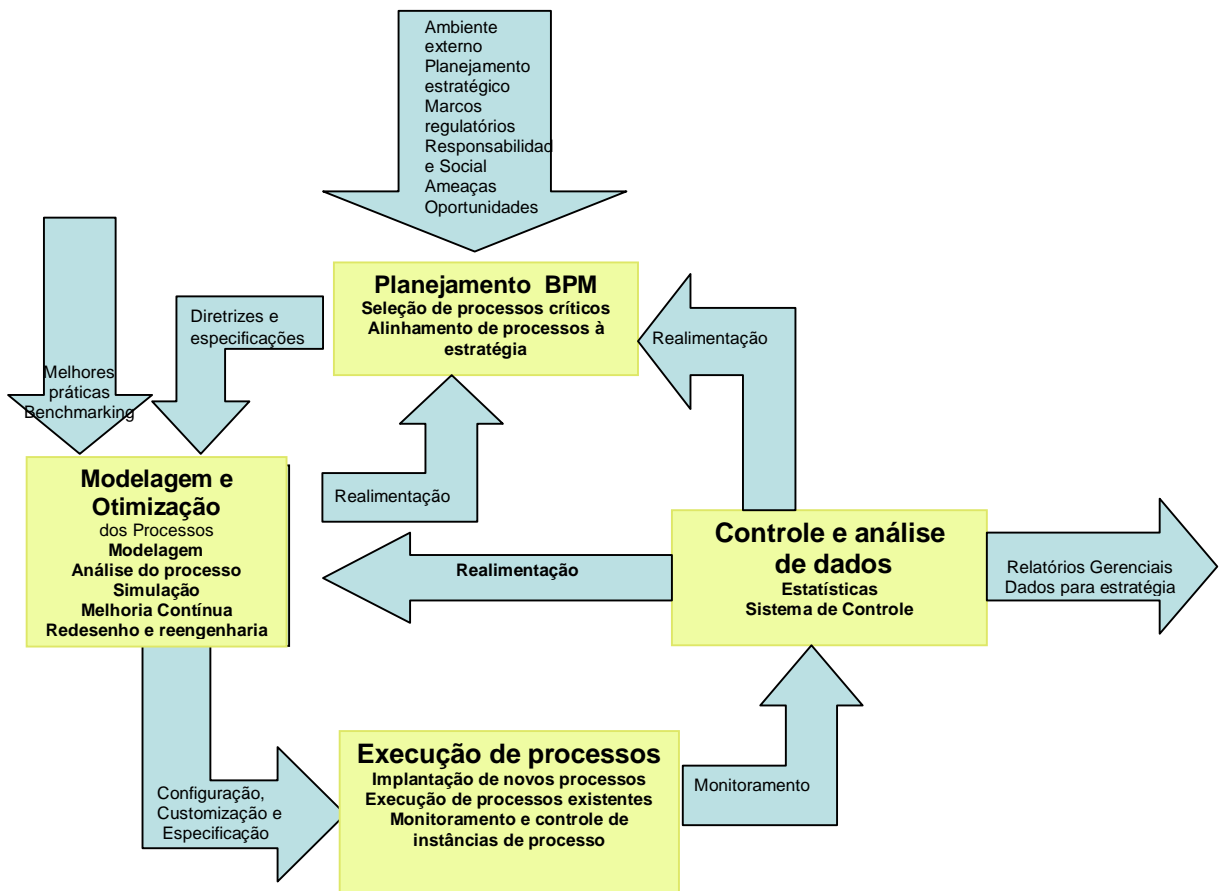 Ambiente
externo
Planejamento
estratégico
Marcos
regulatórios
Responsabilidad
e Social
Ameaças
Oportunidades
Planejamento BPM
Seleção de processos críticos
Alinhamento de processos à
estratégia
Diretrizes e
especificações
Realimentação
Melhores
práticas
Benchmarking
Modelagem e
Otimização
dos Processos
Modelagem
Análise do processo
Simulação
Melhoria Contínua
Redesenho e reengenharia
Realimentação
Realimentação
Controle e análise
de dados
Estatísticas
Sistema de Controle
Relatórios Gerenciais
Dados para estratégia
Configuração,
Customização e
Especificação
Execução de processos
Implantação de novos processos
Execução de processos existentes
Monitoramento e controle de
instâncias de processo
Monitoramento